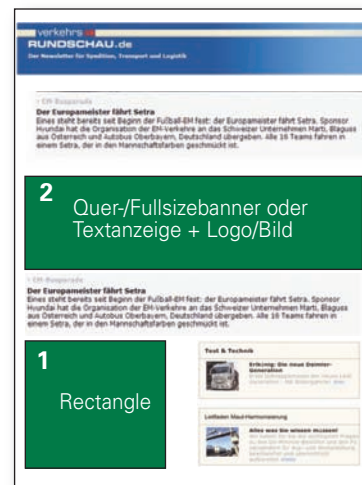 verkehrs
RUNDSCHAU.de
Der Newsletter für Spedition, Transport und Logistik
› EM-Busparade
Der Europameister fährt Setra
Eines steht bereits seit Beginn der Fußball-EM fest: der Europameister fährt Setra. Sponsor
Hyundai hat die Organisation der EM-Verkehre an das Schweizer Unternehmen Marti, Blaguss
aus Österreich und Autobus Oberbayern, Deutschland übergeben. Alle 16 Teams fahren in
einem Setra, der in den Mannschaftsfarben geschmückt ist.
2
Quer-/Fullsizebanner oder
Textanzeige + Logo/Bild
› EM-Busparade
Der Europameister fährt Setra
Eines steht bereits seit Beginn der Fußball-EM fest: der Europameister fährt Setra. Sponsor
Hyundai hat die Organisation der EM-Verkehre an das Schweizer Unternehmen Marti, Blaguss
aus Österreich und Autobus Oberbayern, Deutschland übergeben. Alle 16 Teams fahren in
einem Setra, der in den Mannschaftsfarben geschmückt ist.
1
Rectangle
Test & Technik
Die neue Daimler-
Generation
Leitfaden Maut-Harmonisierung
Alles was Sie wissen müssen!